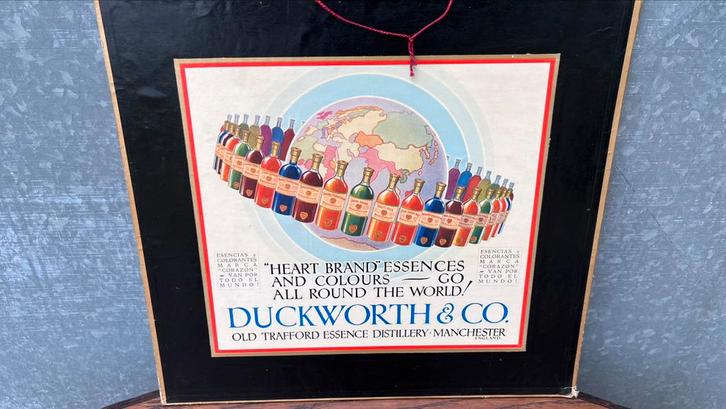 ESENCIAS y
COLORANTES
MARCA
"CORAZON"
VAN POR
TODO EL
MUNDO!
"HEART BRAND" ESSENCES
AND COLOURS — GO
ALL ROUND THE WORLD!
ESENCIAS y
COLORANTES
MARCA
"CORAZON"
VAN POR
TODO EL
MUNDO!
DUCKWORTH & CO.
OLD TRAFFORD ESSENCE DISTILLERY · MANCHESTER
ENGLAND.